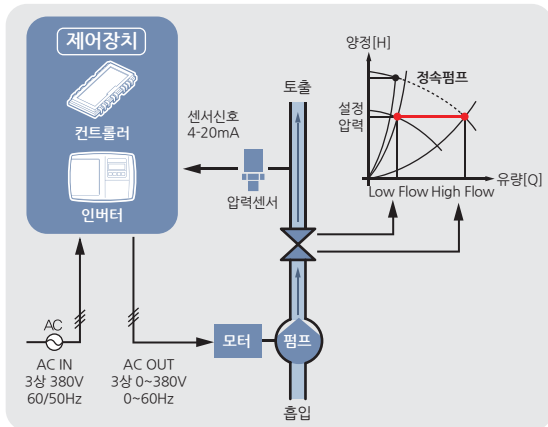 제어장치
컨트롤러
인버터
센서신호
4-20mA
압력센서
토출
양정[H]
정속펌프
설정
압력
유량[Q]
Low Flow High Flow
AC
AC IN
3상 380V
60/50Hz
AC OUT
3상 0~380V
0~60Hz
모터
펌프
흡입